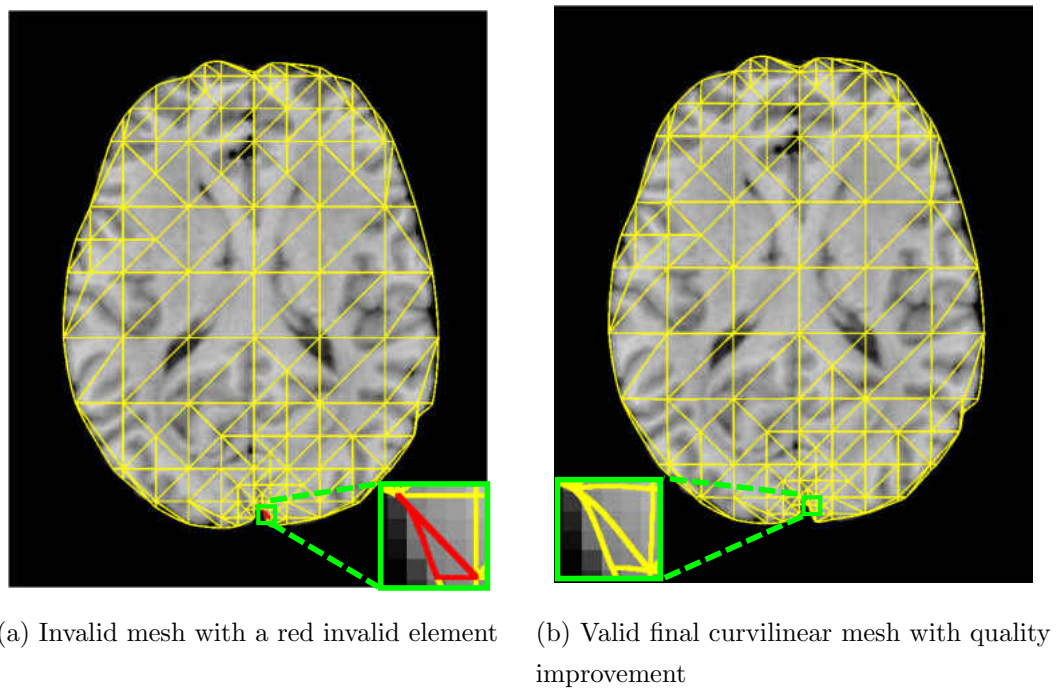 (a) Invalid mesh with a red invalid element
(b) Valid final curvilinear mesh with quality
improvement